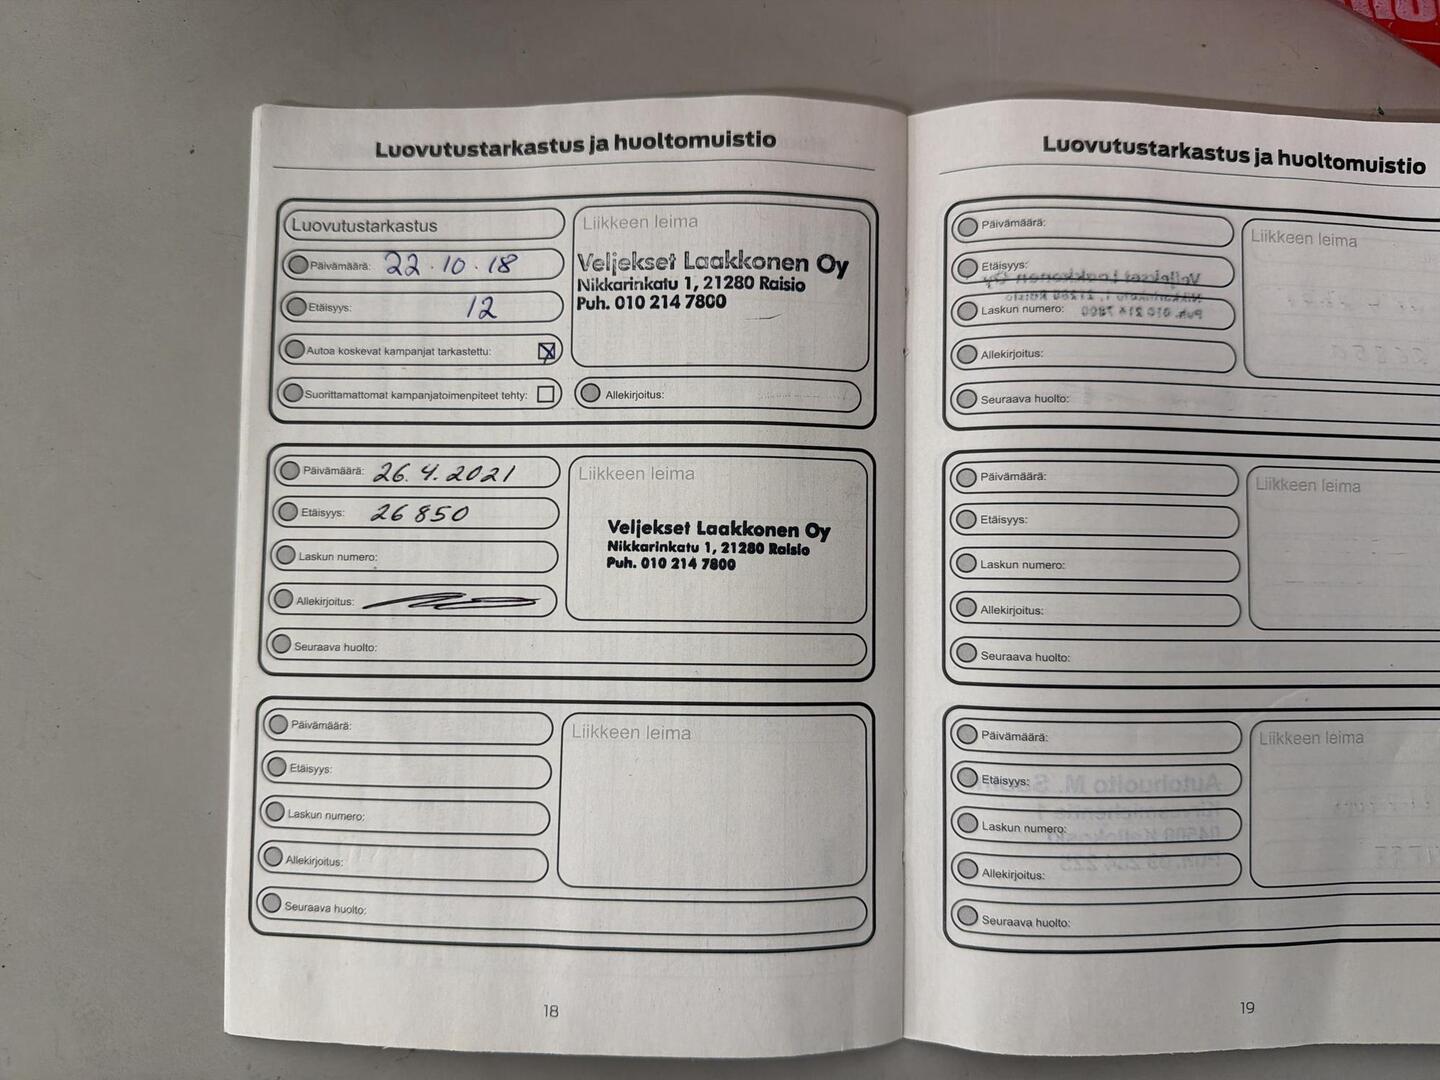 Luovutustarkastus ja huoltomuistio
Luovutustarkastus
Päivämäärä: 22.10.18
Etäisyys: 12
Autoa koskevat kampanjat tarkastettu:
Suorittamattomat kampanjatoimenpiteet tehty:
Liikkeen leima
Veljekset Laakkonen Oy
Nikkarinkatu 1, 21280 Raisio
Puh. 010 214 7800
Allekirjoitus:
Päivämäärä: 26.4.2021
Etäisyys: 26850
Laskun numero:
Allekirjoitus:
Seuraava huolto:
Liikkeen leima
Veljekset Laakkonen Oy
Nikkarinkatu 1, 21280 Raisio
Puh. 010 214 7800
Päivämäärä:
Etäisyys:
Laskun numero:
Allekirjoitus:
Seuraava huolto:
Liikkeen leima
18
Luovutustarkastus ja huoltomuistio
Päivämäärä:
Etäisyys:
Laskun numero:
Allekirjoitus:
Seuraava huolto:
Liikkeen leima
Päivämäärä:
Etäisyys:
Laskun numero:
Allekirjoitus:
Seuraava huolto:
Liikkeen leima
Päivämäärä:
Etäisyys:
Laskun numero:
Allekirjoitus:
Seuraava huolto:
Liikkeen leima
19